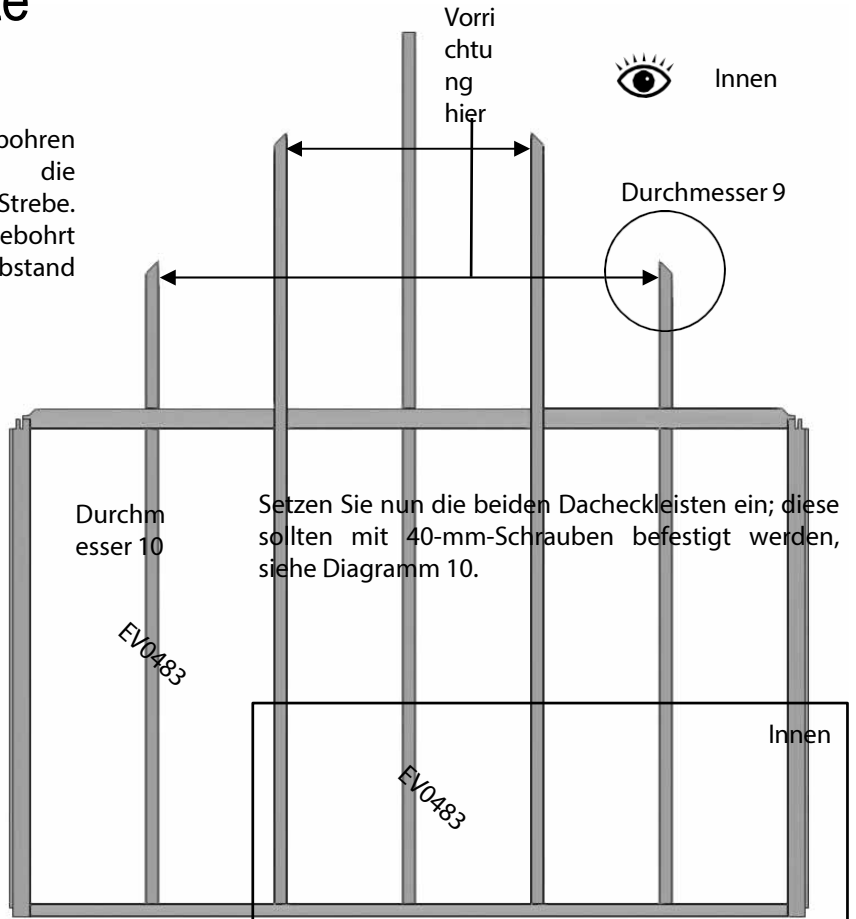 Vorri
chtu
ng
hier
Innen
bohren
die
Strebe.
ebohrt
bstand
Durchmesser 9
Durchm
esser 10
Setzen Sie nun die beiden Dacheckleisten ein; diese
sollten mit 40-mm-Schrauben befestigt werden,
siehe Diagramm 10.
EV0483
Innen
EV0483